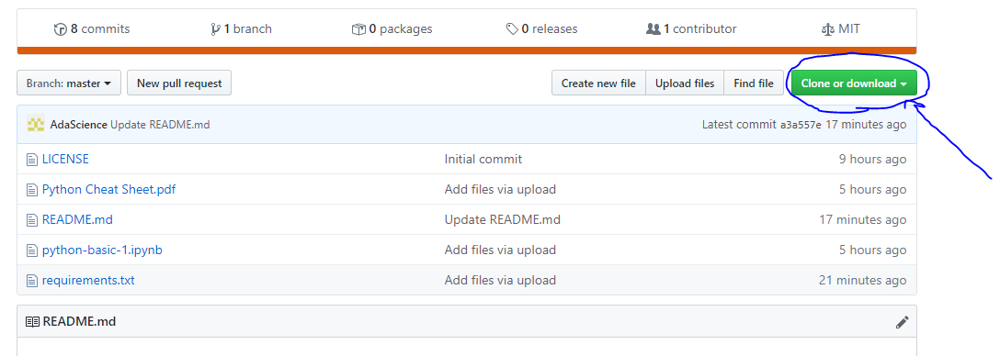 8 commits 1 branch 0 packages 0 releases 1 contributor MIT
Branch: master New pull request Create new file Upload files Find file Clone or download
AdaScience Update README.md Latest commit a3a557e 17 minutes ago
LICENSE Initial commit 9 hours ago
Python Cheat Sheet.pdf Add files via upload 5 hours ago
README.md Update README.md 17 minutes ago
python-basic-1.ipynb Add files via upload 5 hours ago
requirements.txt Add files via upload 21 minutes ago
README.md